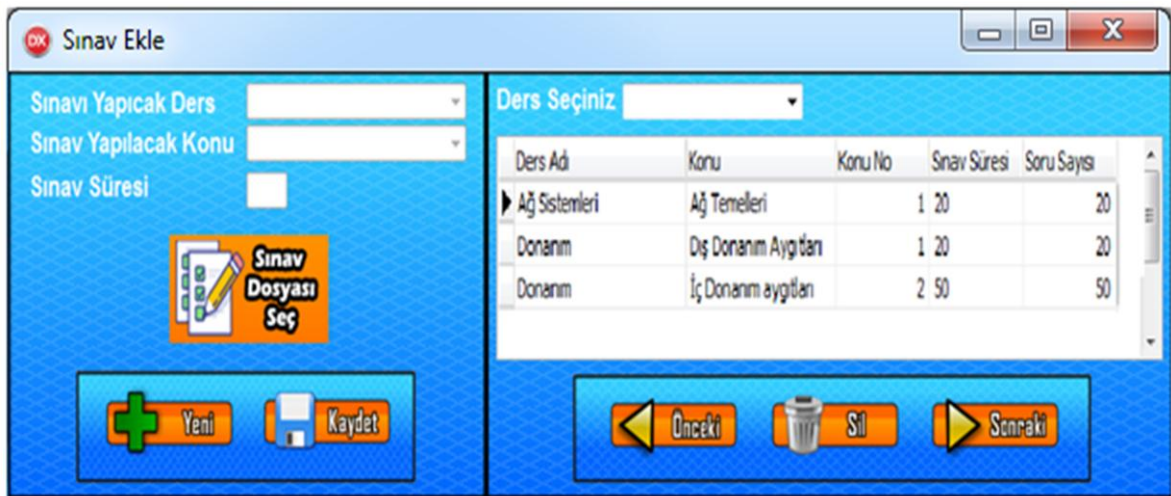 DX Sınav Ekle
Sınavı Yapıcak Ders
Sınav Yapılacak Konu
Sınav Süresi
Sınav
Dosyası
Seç
Yeni Kaydet
Ders Seçiniz
Ders Adı Konu Konu No Sınav Süresi Soru Sayısı
Ağ Sistemleri Ağ Temelleri 1 20 20
Donanım Dış Donanım Aygıtları 1 20 20
Donanım İç Donanım aygıtları 2 50 50
Önceki Sil Sonraki